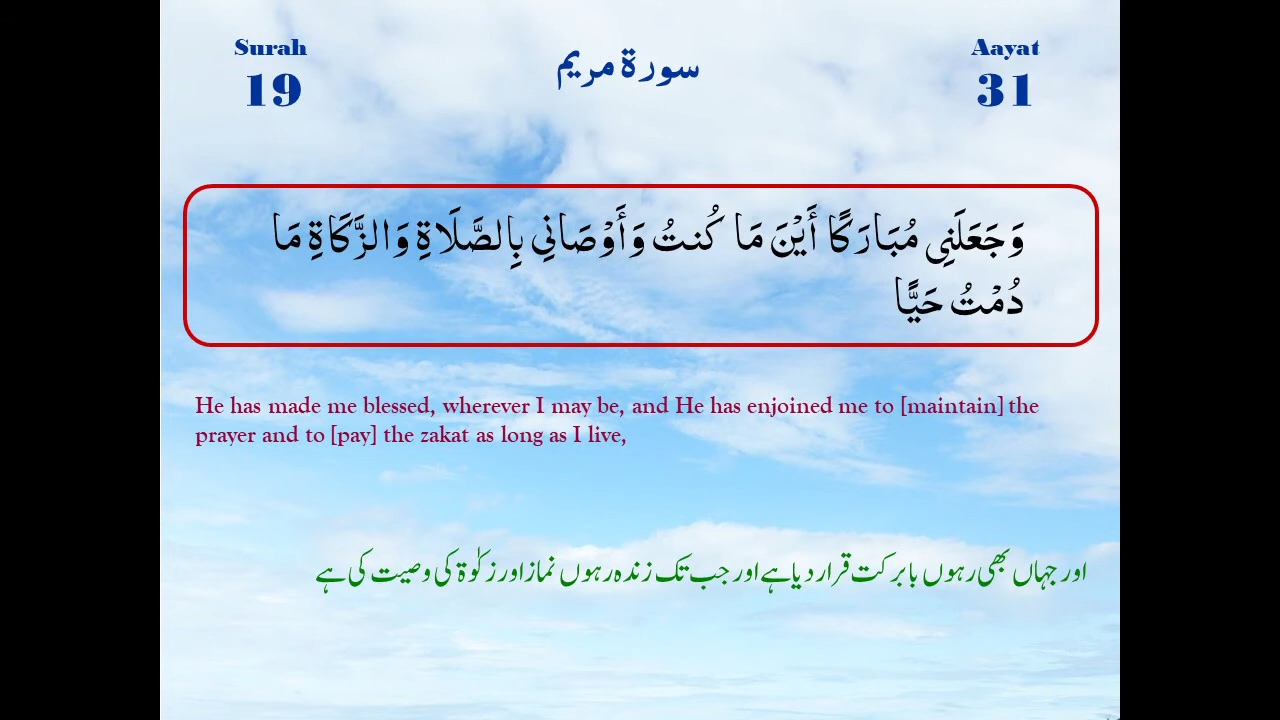 Surah
19
سورة مريم
Aayat
31
وَجَعَلَنِي مُبَارَكًا أَيْنَ مَا كُنتُ وَأَوْصَانِي بِالصَّلَاةِ وَالزَّكَاةِ مَا
دُمْتُ حَيًّا
He has made me blessed, wherever I may be, and He has enjoined me to [maintain] the
prayer and to [pay] the zakat as long as I live,
اور جہاں بھی رہوں بابرکت قرار دیا ہے اور جب تک زندہ رہوں نماز اور زکوٰۃ کی وصیت کی ہے